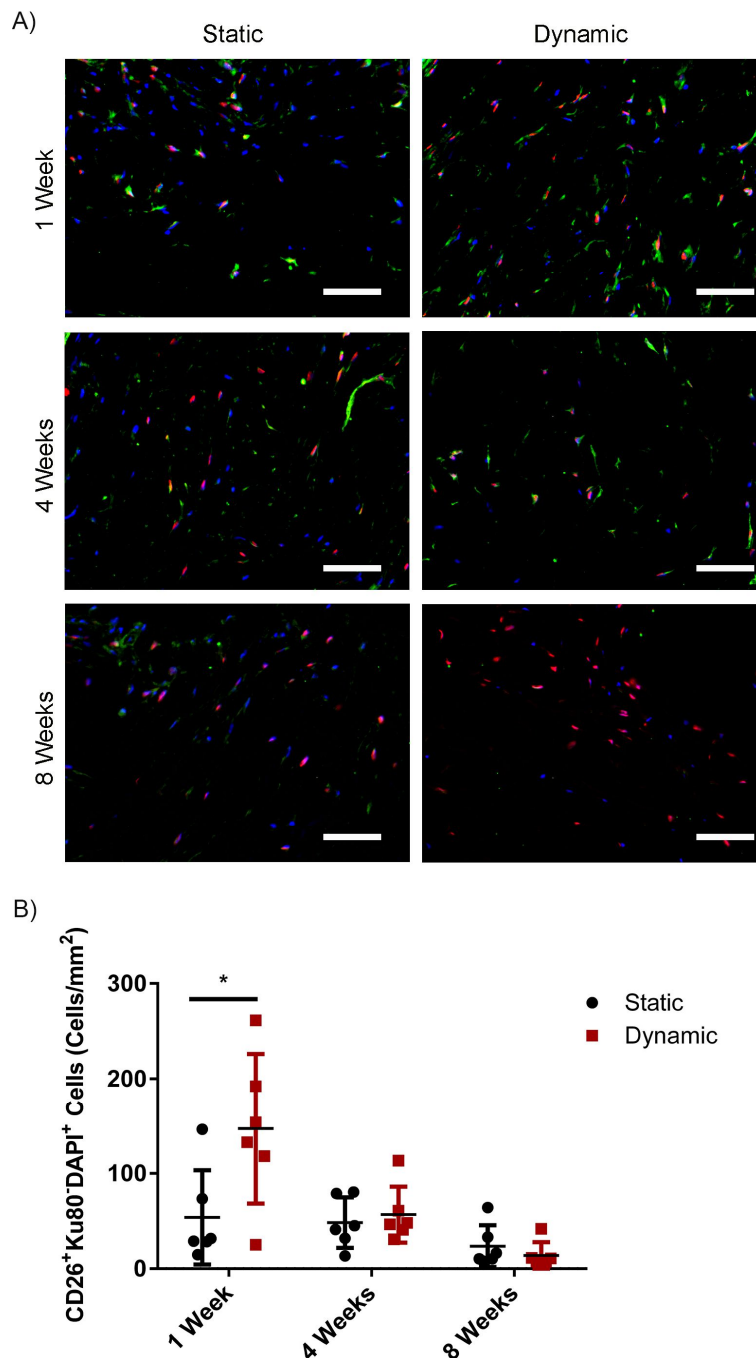 A)
Static
Dynamic
1 Week
4 Weeks
8 Weeks
B)
CD26⁺Ku80⁻DAPI⁺ Cells (Cells/mm²)
300
200
100
0
*
Static
Dynamic
1 Week
4 Weeks
8 Weeks